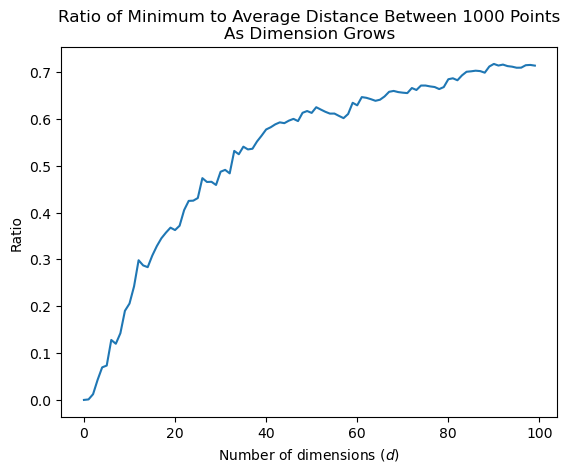 Ratio of Minimum to Average Distance Between 1000 Points
As Dimension Grows
Ratio
0.7
0.6
0.5
0.4
0.3
0.2
0.1
0.0
0 20 40 60 80 100
Number of dimensions (d)